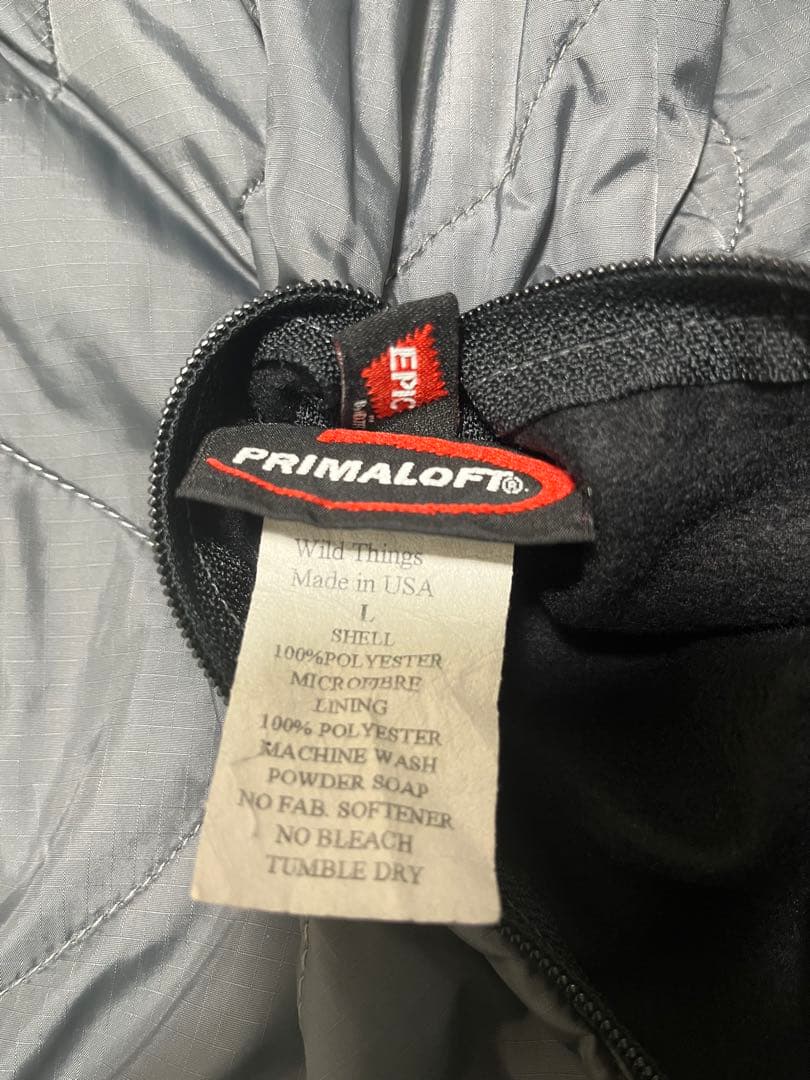 EPIC
PRIMALOFT®
Wild Things
Made in USA
L
SHELL
100%POLYESTER
MICROFIBRE
LINING
100% POLYESTER
MACHINE WASH
POWDER SOAP
NO FAB. SOFTENER
NO BLEACH
TUMBLE DRY